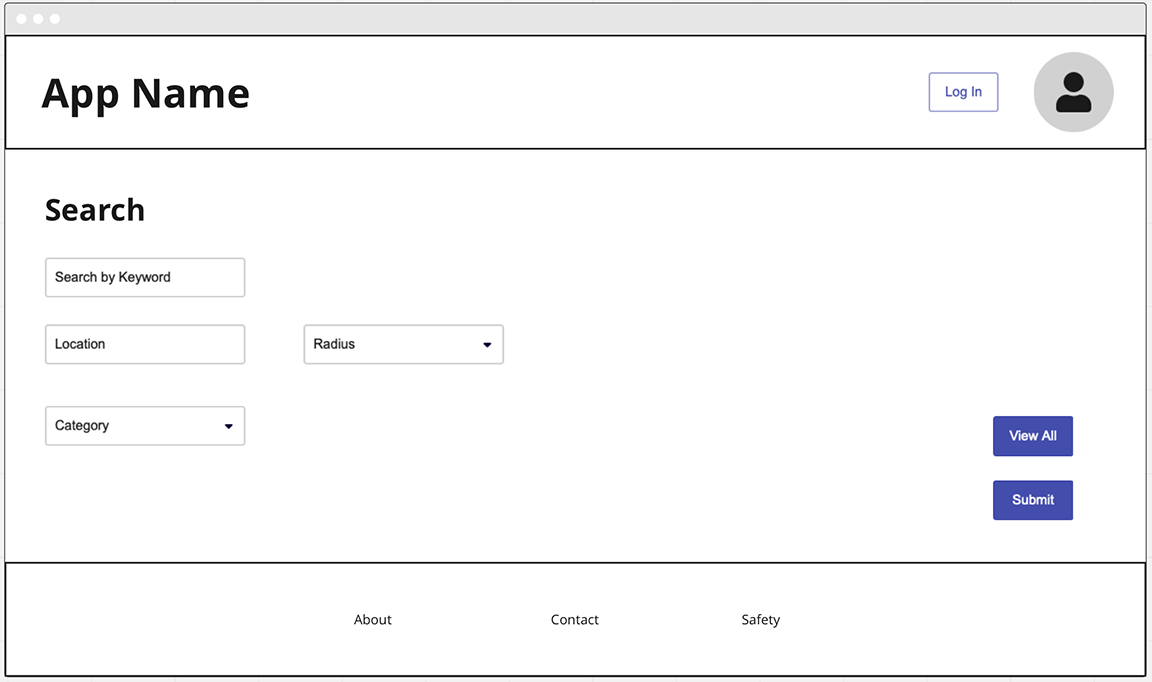 App Name
Log In
Search
Search by Keyword
Location
Radius
Category
View All
Submit
About
Contact
Safety